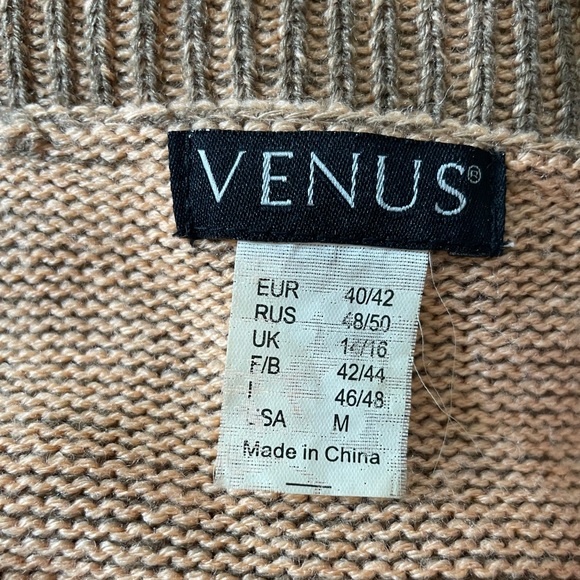 VENUS®
EUR 40/42
RUS 48/50
UK 14/16
F/B 42/44
I 46/48
USA M
Made in China